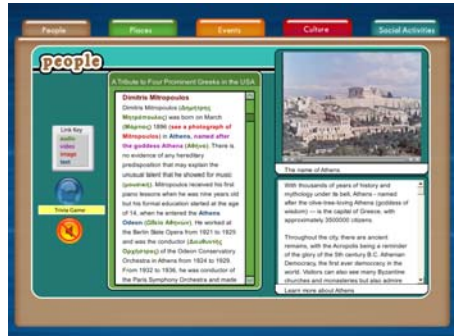 People
Places
Events
Culture
Social Activities
people
A Tribute to Four Prominent Greeks in the USA
Link Key
audio
video
image
text
Trivia Game
Dimitris Mitropoulos
Dimitris Mitropoulos (Δημήτρης
Μητρόπουλος) was born on March
(Μάρτιος) 1896 (see a photograph of
Mitropoulos) in Athens, named after
the goddess Athena (Αθήνα). There is
no evidence of any hereditary
predisposition that may explain the
unusual talent that he showed for music
(μουσική). Mitropoulos received his first
piano lessons when he was nine years old
but his formal education started at the age
of 14, when he entered the Athens
Odeon (Ωδείο Αθηνών). He worked at
the Berlin State Opera from 1921 to 1925
and was the conductor (Διευθυντής
Ορχήστρας) of the Odeon Conservatory
Orchestra in Athens from 1924 to 1929.
From 1932 to 1936, he was conductor of
the Paris Symphony Orchestra and made
The name of Athens
With thousands of years of history and
mythology under its belt, Athens - named
after the olive-tree-loving Athena (goddess of
wisdom) — is the capital of Greece, with
approximately 3500000 citizens.
Throughout the city, there are ancient
remains, with the Acropolis being a reminder
of the glory of the 5th century B.C. Athenian
Democracy, the first ever democracy in the
world. Visitors can also see many Byzantine
churches and monasteries but also admire
Learn more about Athens